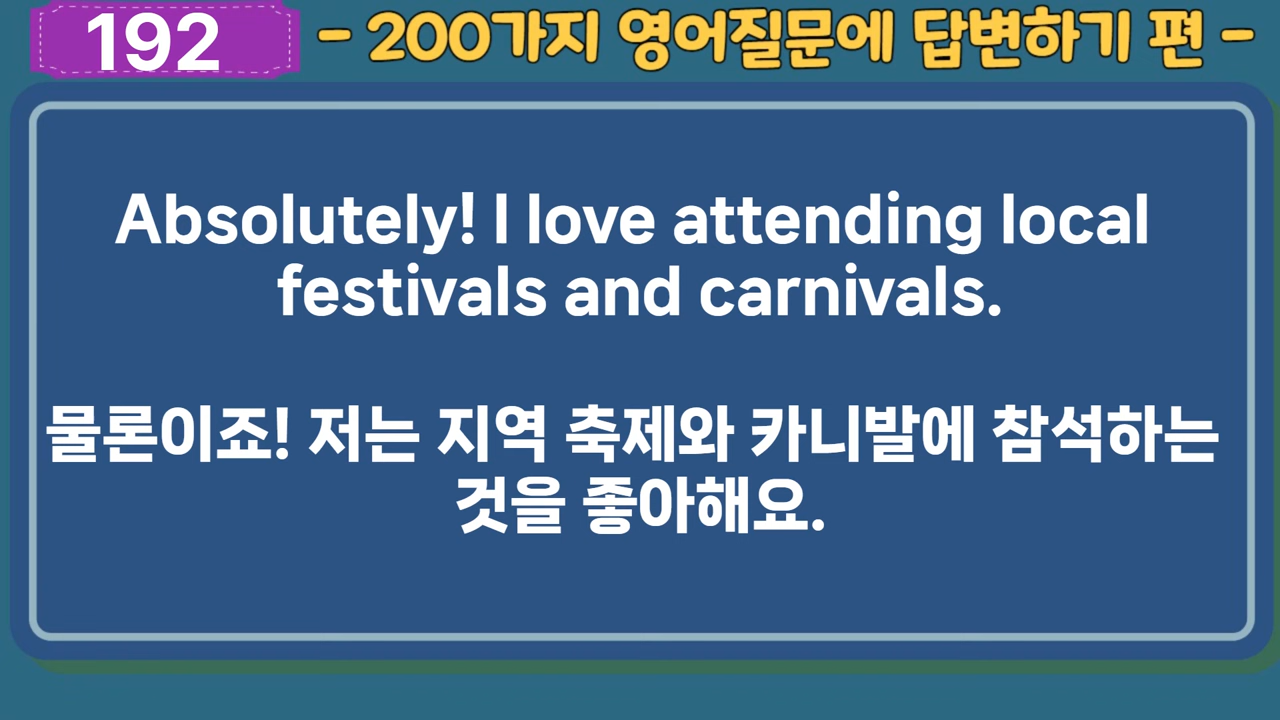 192
- 200가지 영어질문에 답변하기 편 -
Absolutely! I love attending local
festivals and carnivals.
물론이죠! 저는 지역 축제와 카니발에 참석하는
것을 좋아해요.